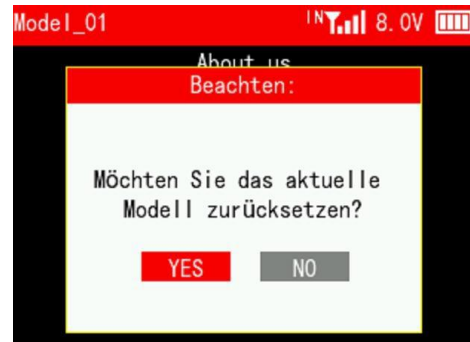 Model_01 IN 8.0V
About us
Beachten:
Möchten Sie das aktuelle
Modell zurücksetzen?
YES NO